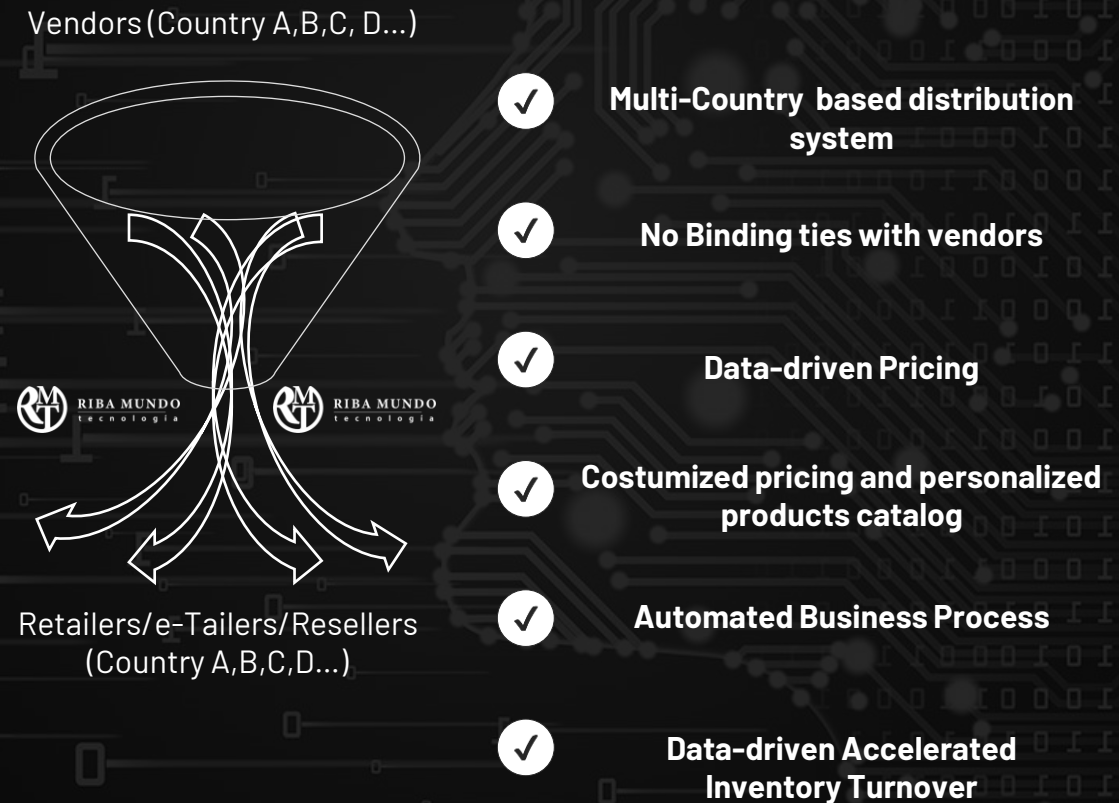 Vendors (Country A,B,C, D...)
RMT RIBA MUNDO
tecnologia
RMT RIBA MUNDO
tecnologia
Retailers/e-Tailers/Resellers
(Country A,B,C,D...)
Multi-Country based distribution
system
No Binding ties with vendors
Data-driven Pricing
Costumized pricing and personalized
products catalog
Automated Business Process
Data-driven Accelerated
Inventory Turnover